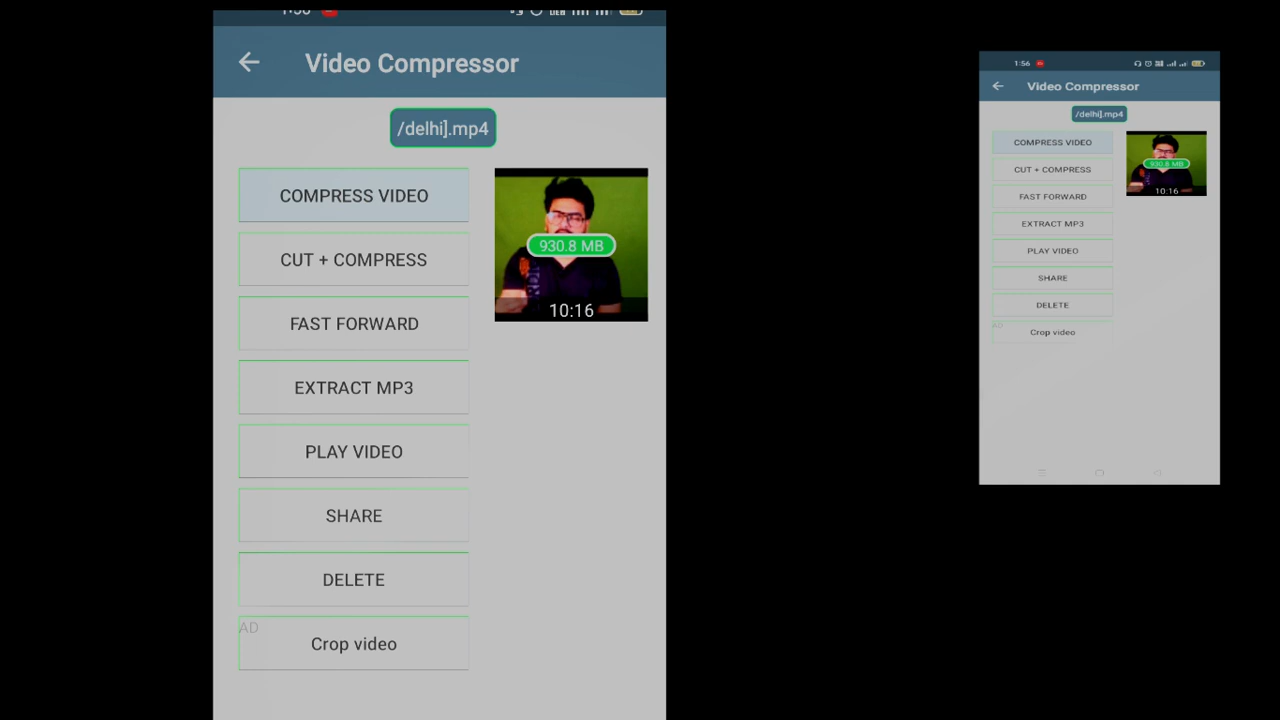 Video Compressor
/delhi].mp4
COMPRESS VIDEO
CUT + COMPRESS
FAST FORWARD
EXTRACT MP3
PLAY VIDEO
SHARE
DELETE
AD
Crop video
930.8 MB
10:16
1:56
Video Compressor
/delhi].mp4
COMPRESS VIDEO
CUT + COMPRESS
FAST FORWARD
EXTRACT MP3
PLAY VIDEO
SHARE
DELETE
AD
Crop video
930.8 MB
10:16